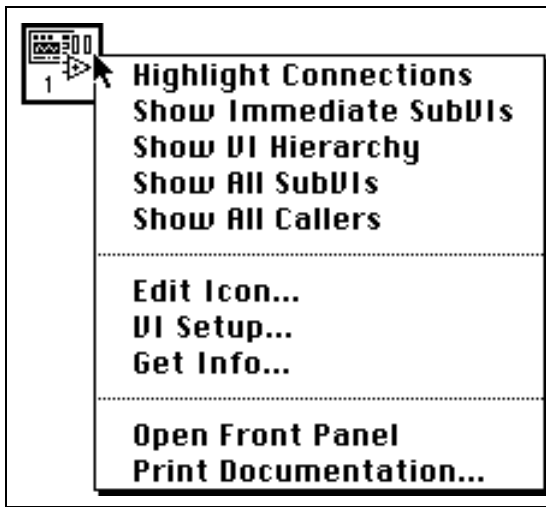 1
Highlight Connections
Show Immediate SubVIs
Show VI Hierarchy
Show All SubVIs
Show All Callers
Edit Icon...
VI Setup...
Get Info...
Open Front Panel
Print Documentation...